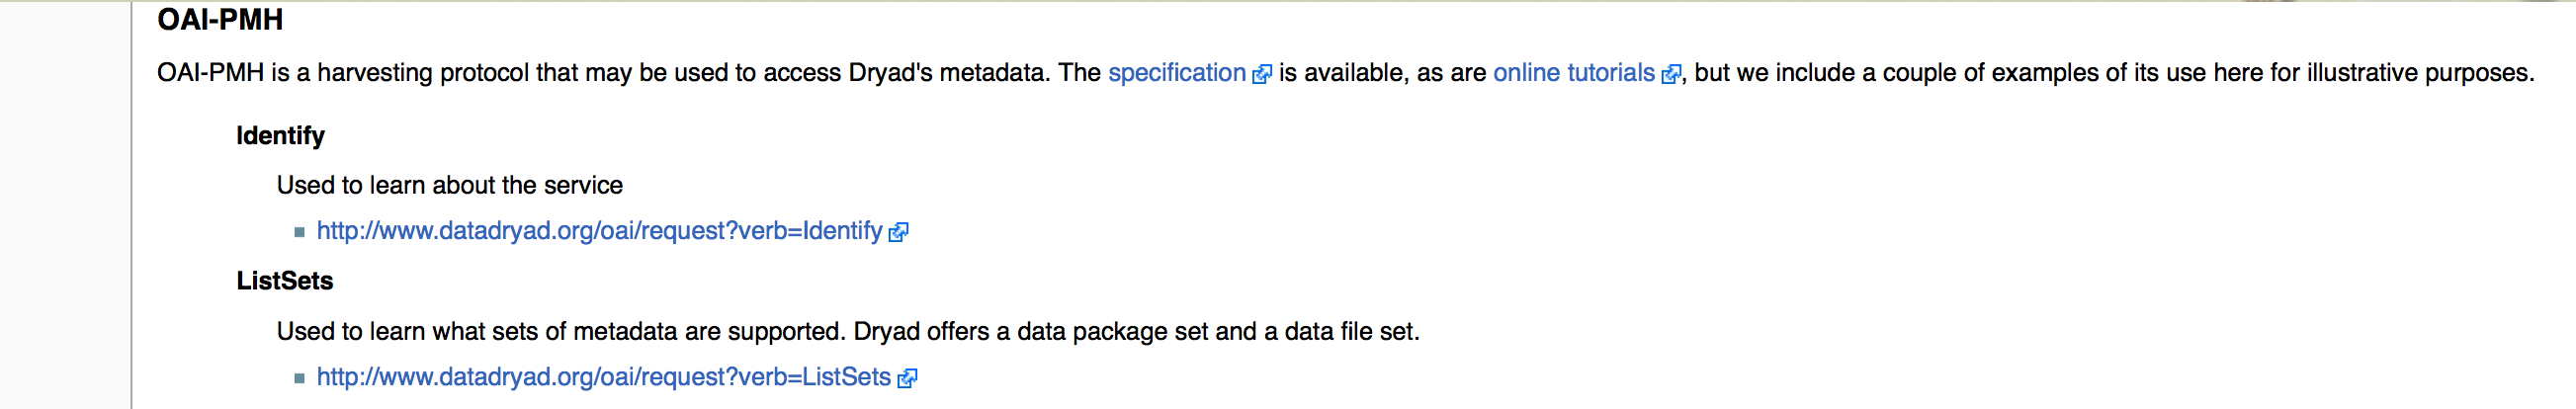 OAI-PMH
OAI-PMH is a harvesting protocol that may be used to access Dryad's metadata. The specification is available, as are online tutorials, but we include a couple of examples of its use here for illustrative purposes.
Identify
Used to learn about the service
http://www.datadryad.org/oai/request?verb=Identify
ListSets
Used to learn what sets of metadata are supported. Dryad offers a data package set and a data file set.
http://www.datadryad.org/oai/request?verb=ListSets